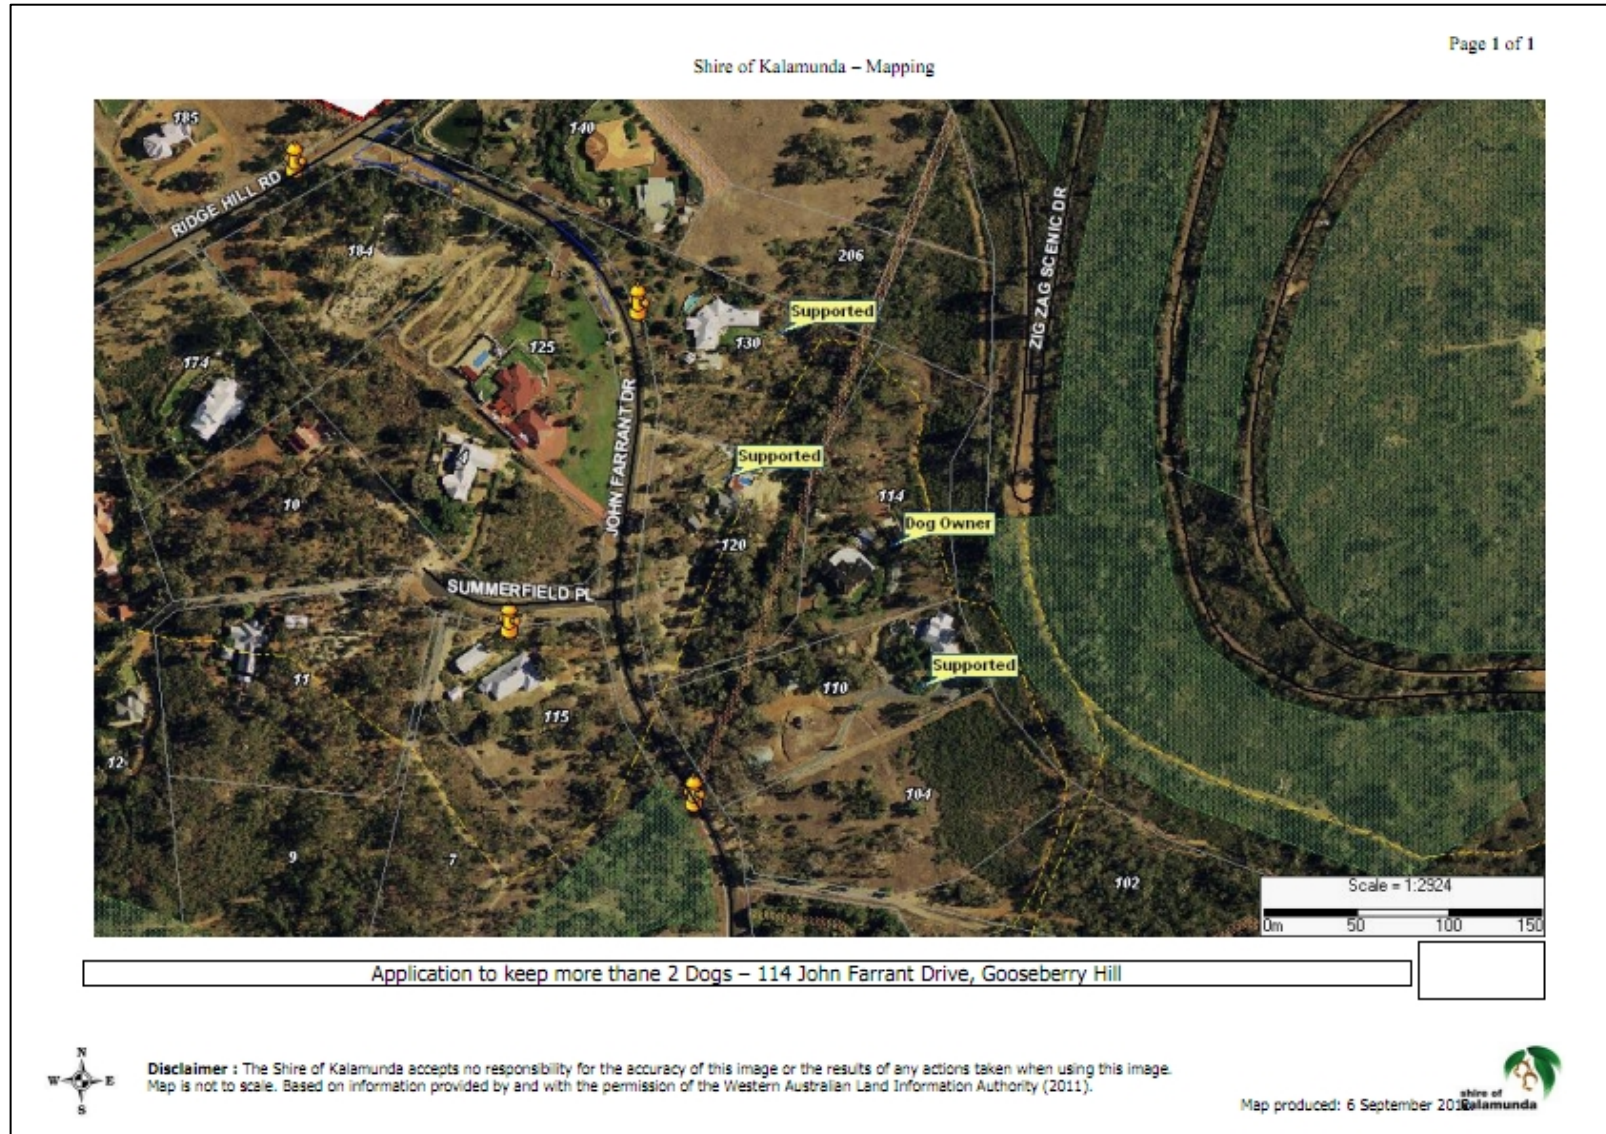 Page 1 of 1
Shire of Kalamunda – Mapping
185
140
RIDGE HILL RD
184
206
ZIG ZAG SCENIC DR
Supported
130
125
174
JOHN FARRANT DR
4
Supported
10
114
Dog Owner
120
SUMMERFIELD PL
Supported
11
110
115
12
104
9
7
102
Scale = 1:2924
0m 50 100 150
Application to keep more thane 2 Dogs – 114 John Farrant Drive, Gooseberry Hill
N
W E
S
Disclaimer : The Shire of Kalamunda accepts no responsibility for the accuracy of this image or the results of any actions taken when using this image.
Map is not to scale. Based on information provided by and with the permission of the Western Australian Land Information Authority (2011).
shire of
Kalamunda
Map produced: 6 September